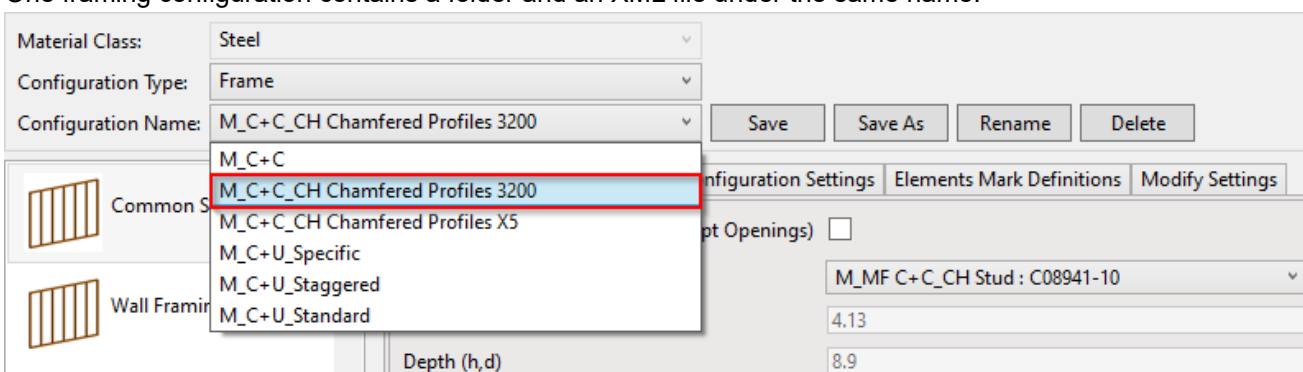 One framing configuration contains a folder and an XML file under the same name:
Material Class: Steel
Configuration Type: Frame
Configuration Name: M_C+C_CH Chamfered Profiles 3200 Save Save As Rename Delete
M_C+C
M_C+C_CH Chamfered Profiles 3200
M_C+C_CH Chamfered Profiles X5
M_C+U_Specific
M_C+U_Staggered
M_C+U_Standard
Common S
Wall Framin
nfiguration Settings Elements Mark Definitions Modify Settings
pt Openings)
M_MF C+C_CH Stud : C08941-10
4.13
Depth (h,d) 8.9